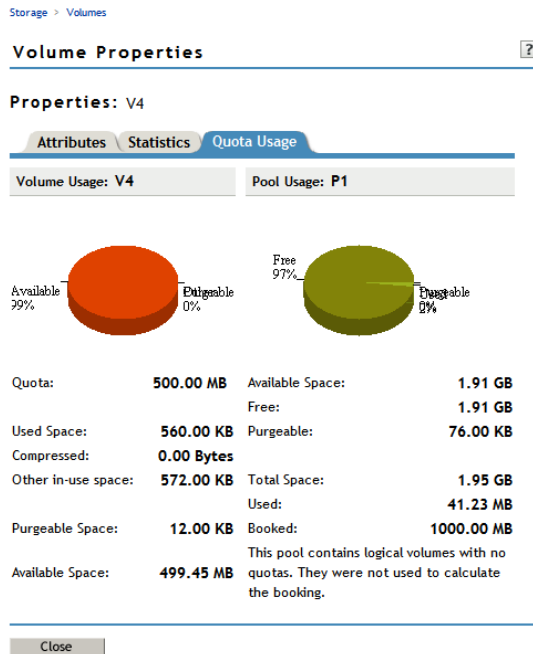 Storage > Volumes
Volume Properties
?
Properties: V4
Attributes
Statistics
Quota Usage
Volume Usage: V4
Pool Usage: P1
Available
99%
Purgeable
0%
Free
97%
Purgeable
0%
Quota: 500.00 MB
Used Space: 560.00 KB
Compressed: 0.00 Bytes
Other in-use space: 572.00 KB
Purgeable Space: 12.00 KB
Available Space: 499.45 MB
Available Space: 1.91 GB
Free: 1.91 GB
Purgeable: 76.00 KB
Total Space: 1.95 GB
Used: 41.23 MB
Booked: 1000.00 MB
This pool contains logical volumes with no
quotas. They were not used to calculate
the booking.
Close